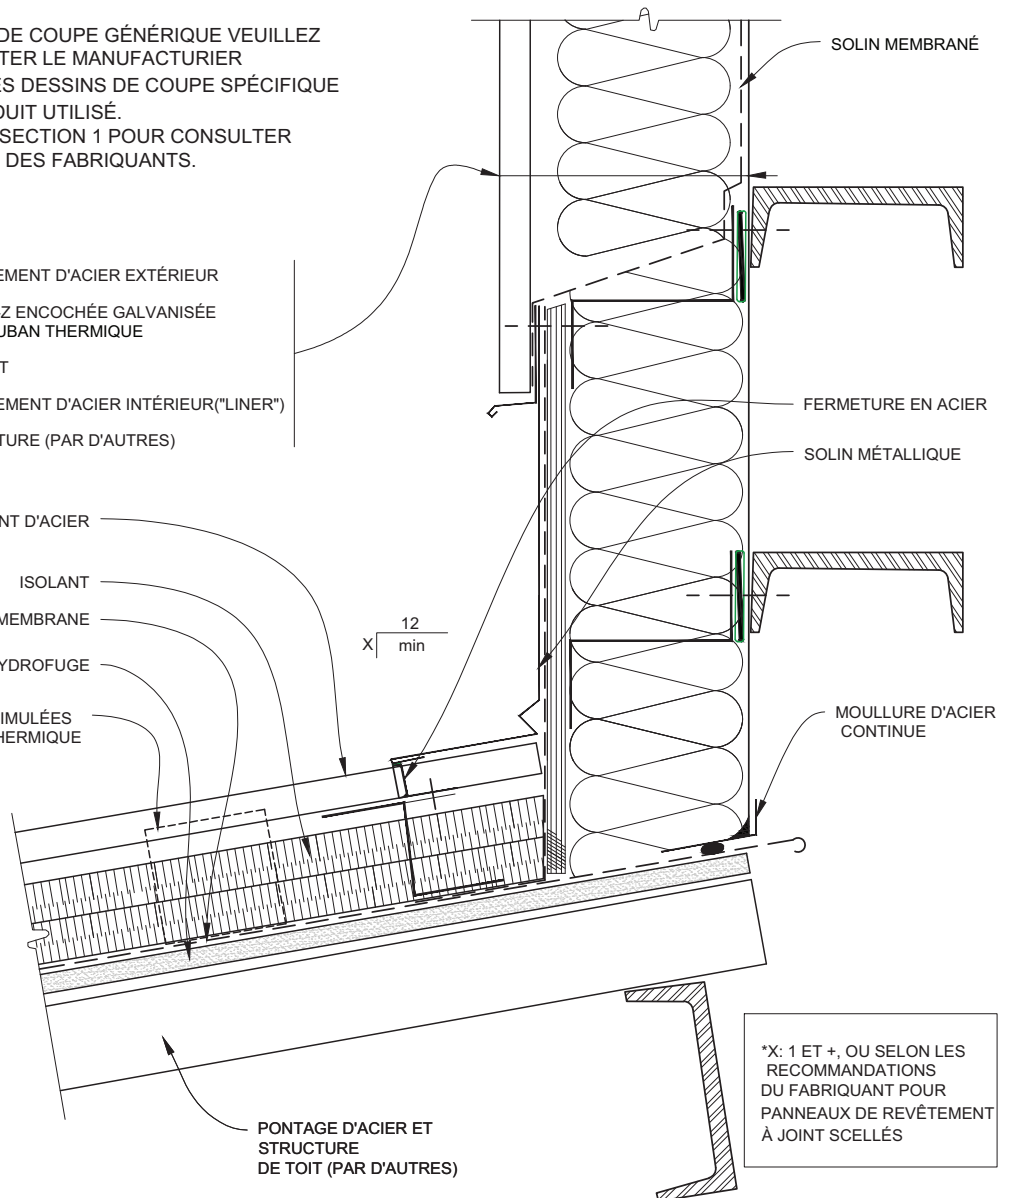 DE COUPE GÉNÉRIQUE VEUILLEZ
TER LE MANUFACTURIER
ES DESSINS DE COUPE SPÉCIFIQUE
DUIT UTILISÉ.
SECTION 1 POUR CONSULTER
DES FABRIQUANTS.
SOLIN MEMBRANÉ
EMENT D'ACIER EXTÉRIEUR
Z ENCOCHÉE GALVANISÉE
UBAN THERMIQUE
T
EMENT D'ACIER INTÉRIEUR("LINER")
TURE (PAR D'AUTRES)
FERMETURE EN ACIER
SOLIN MÉTALLIQUE
NT D'ACIER
ISOLANT
MEMBRANE
YDROFUGE
IMULÉES
HERMIQUE
12
X min
MOULLURE D'ACIER
CONTINUE
*X: 1 ET +, OU SELON LES
RECOMMANDATIONS
DU FABRIQUANT POUR
PANNEAUX DE REVÊTEMENT
À JOINT SCELLÉS
PONTAGE D'ACIER ET
STRUCTURE
DE TOIT (PAR D'AUTRES)